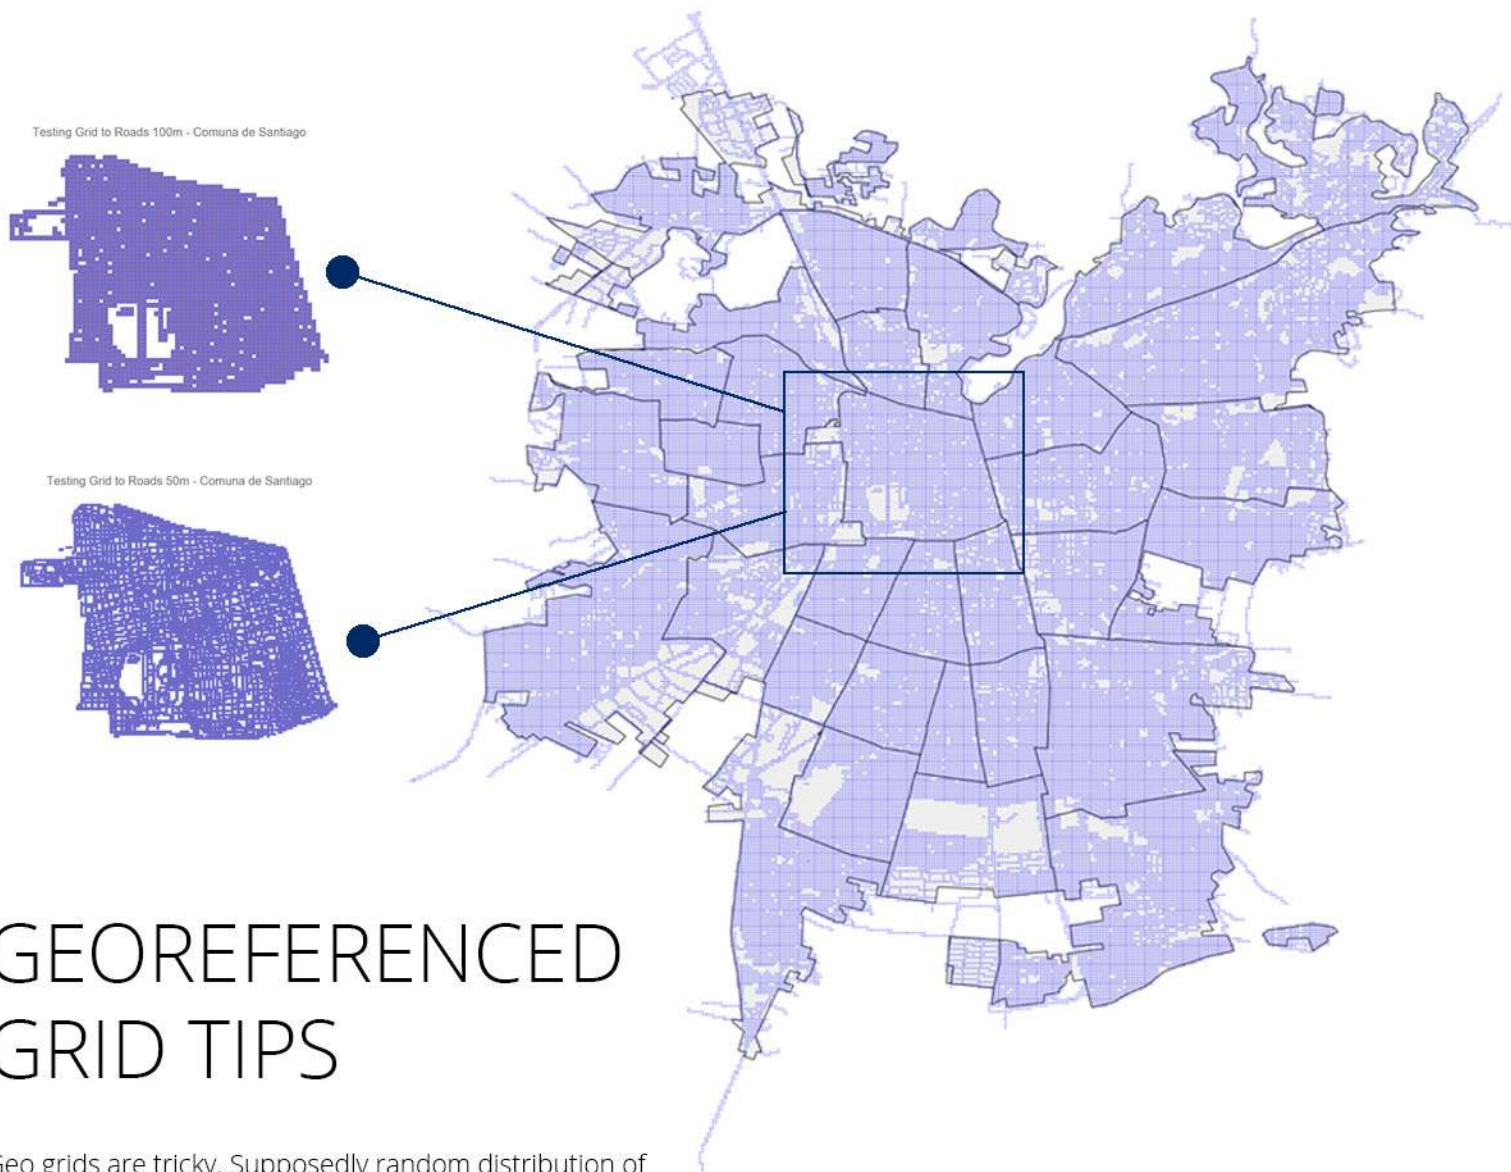 Testing Grid to Roads 100m - Comuna de Santiago
Testing Grid to Roads 50m - Comuna de Santiago
GEOREFERENCED
GRID TIPS
Geo grids are tricky. Supposedly random distribution of